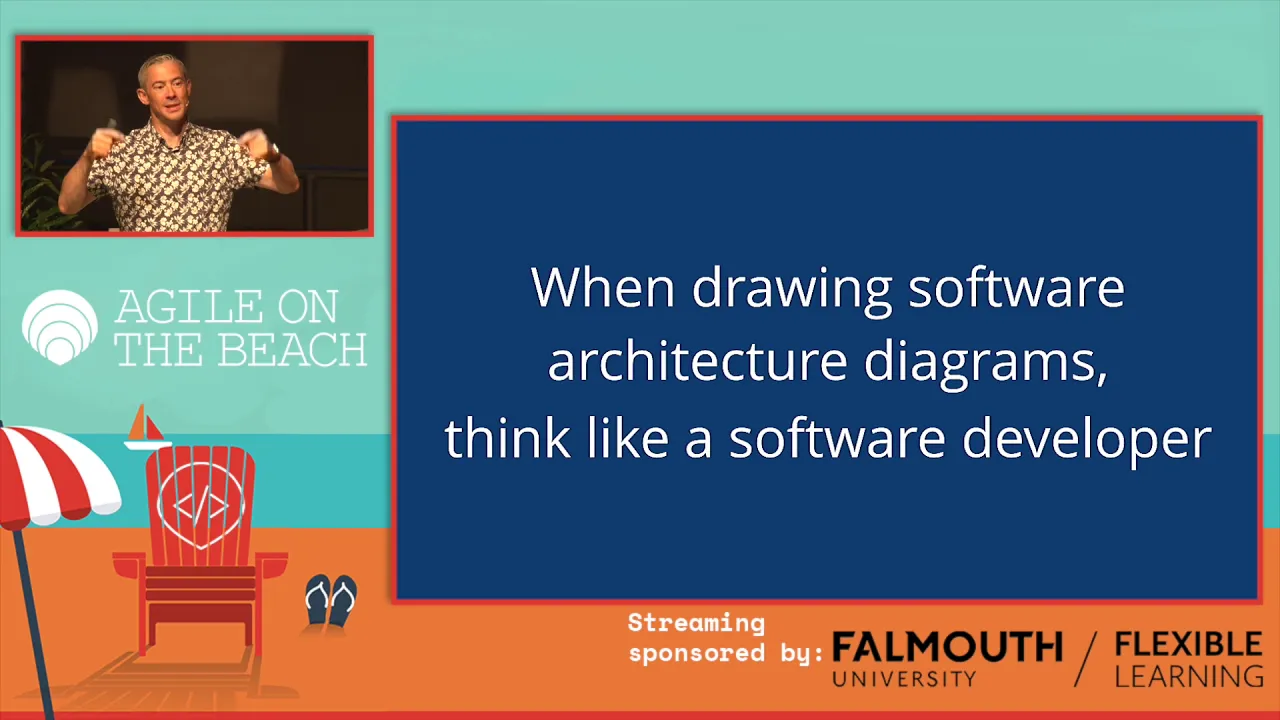 AGILE ON
THE BEACH
</>
When drawing software
architecture diagrams,
think like a software developer
Streaming
sponsored by:
FALMOUTH
UNIVERSITY
/
FLEXIBLE
LEARNING